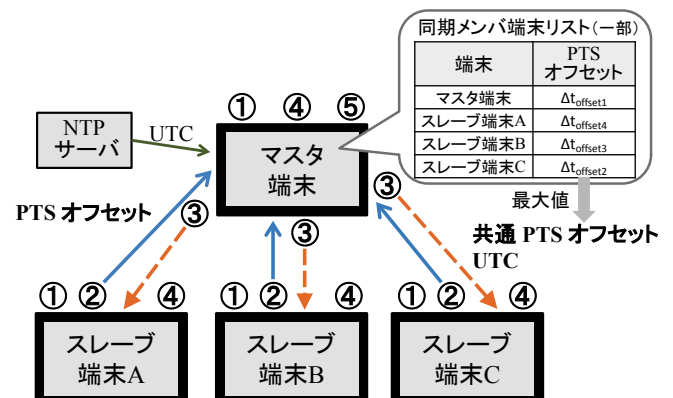 同期メンバ端末リスト(一部)
端末 PTS
オフセット
マスタ端末 Δtoffset1
スレーブ端末A Δtoffset4
スレーブ端末B Δtoffset3
スレーブ端末C Δtoffset2
最大値
共通 PTS オフセット
UTC
① ④ ⑤
NTP
サーバ
UTC
マスタ
端末
PTS オフセット
③ ③ ③
① ② ④
① ② ④
① ② ④
スレーブ
端末A
スレーブ
端末B
スレーブ
端末C